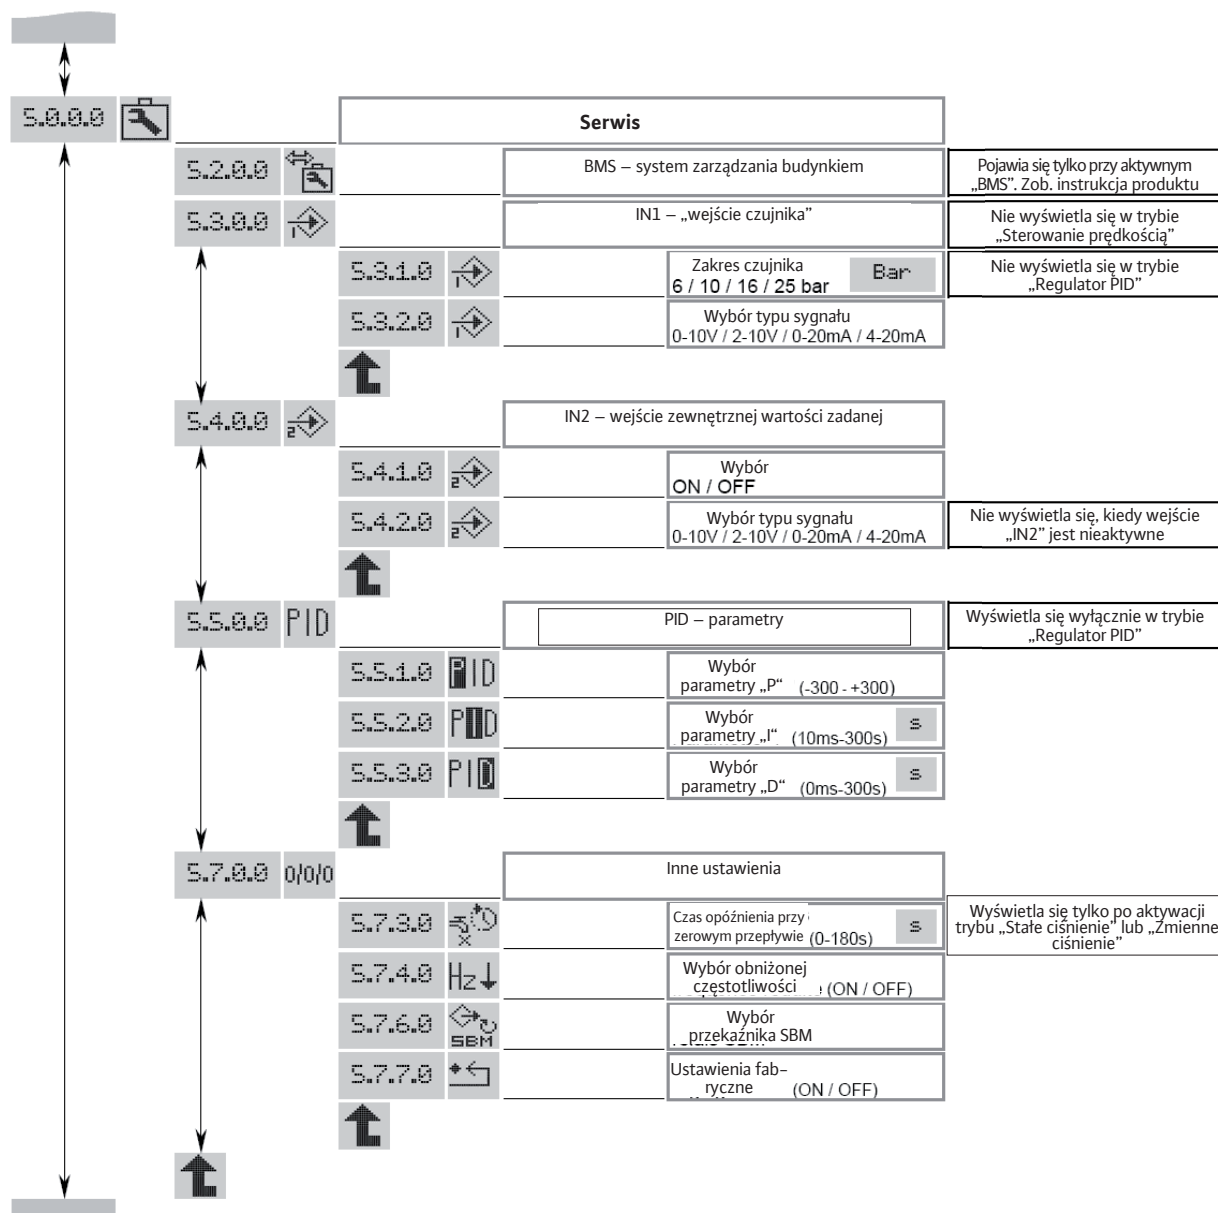 5.0.0.0
Serwis
5.2.0.0
BMS – system zarządzania budynkiem
Pojawia się tylko przy aktywnym
„BMS”. Zob. instrukcja produktu
5.3.0.0
1
IN1 – „wejście czujnika”
Nie wyświetla się w trybie
„Sterowanie prędkością”
5.3.1.0
1
Zakres czujnika
6 / 10 / 16 / 25 bar
Bar
Nie wyświetla się w trybie
„Regulator PID”
5.3.2.0
1
Wybór typu sygnału
0-10V / 2-10V / 0-20mA / 4-20mA
5.4.0.0
2
IN2 – wejście zewnętrznej wartości zadanej
5.4.1.0
2
Wybór
ON / OFF
5.4.2.0
2
Wybór typu sygnału
0-10V / 2-10V / 0-20mA / 4-20mA
Nie wyświetla się, kiedy wejście
„IN2” jest nieaktywne
5.5.0.0 PID
PID – parametry
Wyświetla się wyłącznie w trybie
„Regulator PID”
5.5.1.0 PID
Wybór
parametry „P” (-300 - +300)
5.5.2.0 PID
Wybór
parametry „I“ (10ms-300s)
s
5.5.3.0 PID
Wybór
parametry „D“ (0ms-300s)
s
5.7.0.0 0/0/0
Inne ustawienia
5.7.3.0
x
Czas opóźnienia przy
zerowym przepływie (0-180s)
s
Wyświetla się tylko po aktywacji
trybu „Stałe ciśnienie” lub „Zmienne
ciśnienie”
5.7.4.0 Hz
Wybór obniżonej
częstotliwości (ON / OFF)
5.7.6.0
SBM
Wybór
przekaźnika SBM
5.7.7.0
Ustawienia fab–
ryczne (ON / OFF)